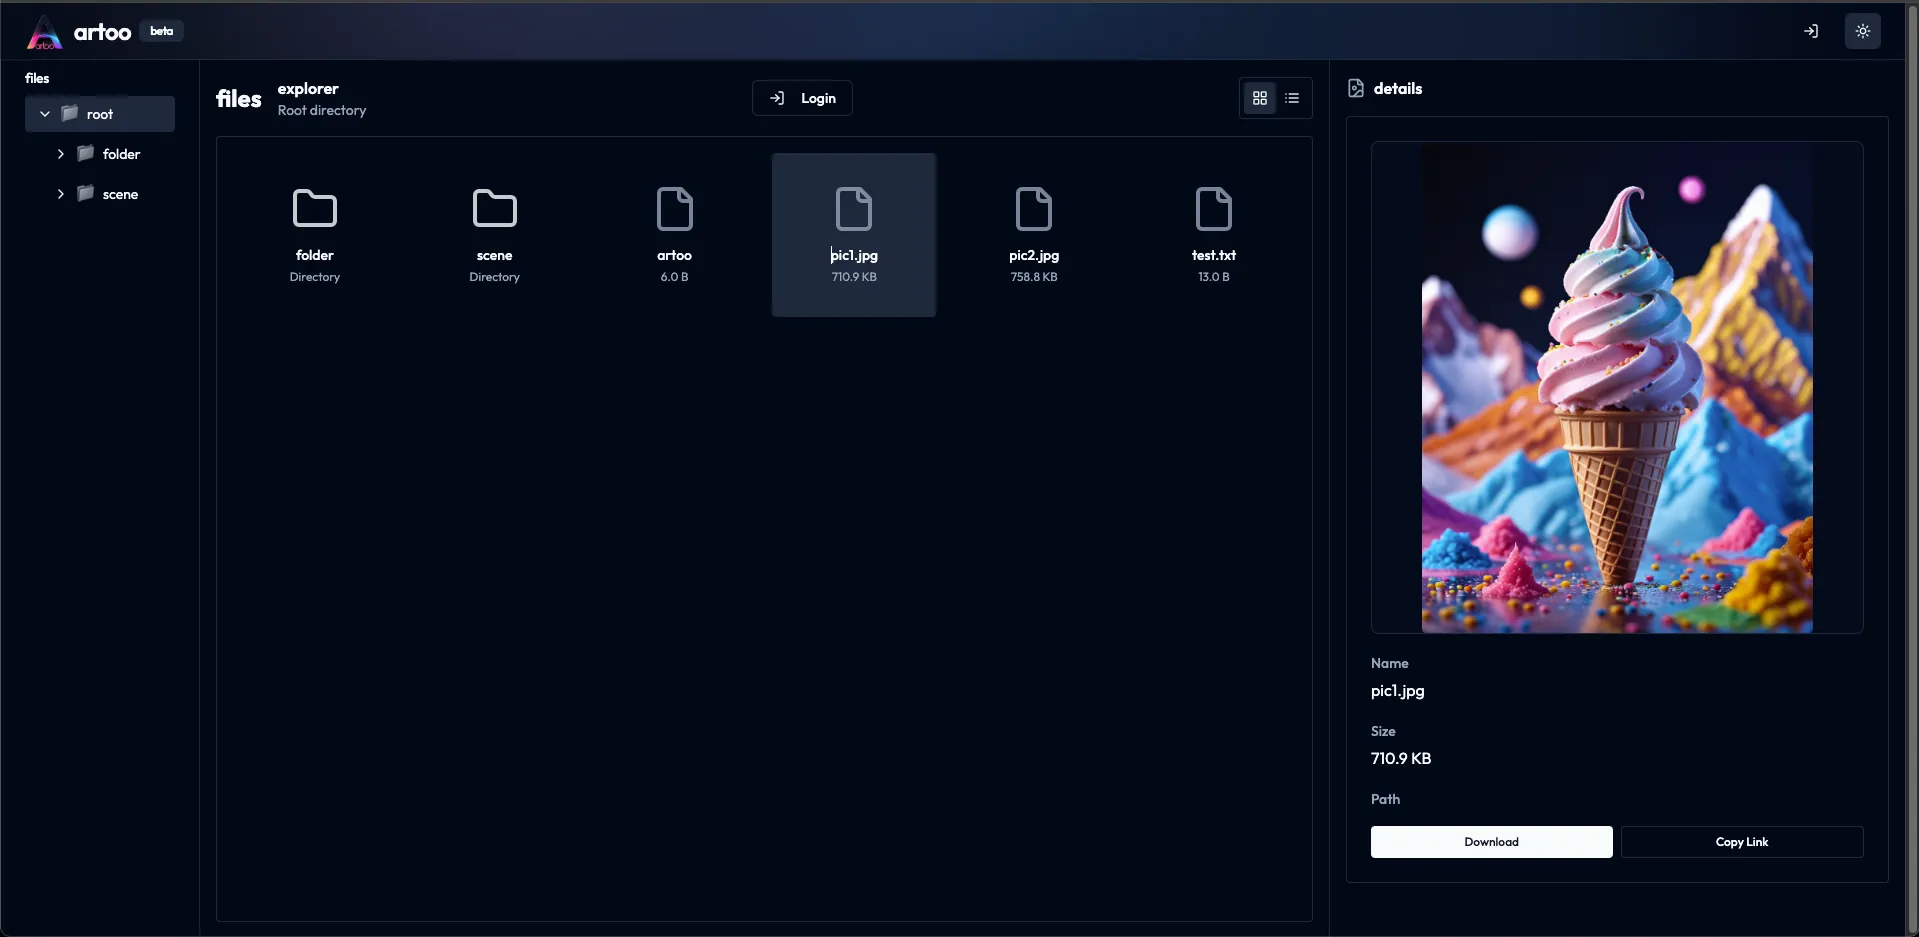 artoo
artoo beta
files
root
folder
scene
files
explorer
Root directory
Login
folder
Directory
scene
Directory
artoo
6.0 B
pic1.jpg
710.9 KB
pic2.jpg
758.8 KB
test.txt
13.0 B
details
Name
pic1.jpg
Size
710.9 KB
Path
Download
Copy Link